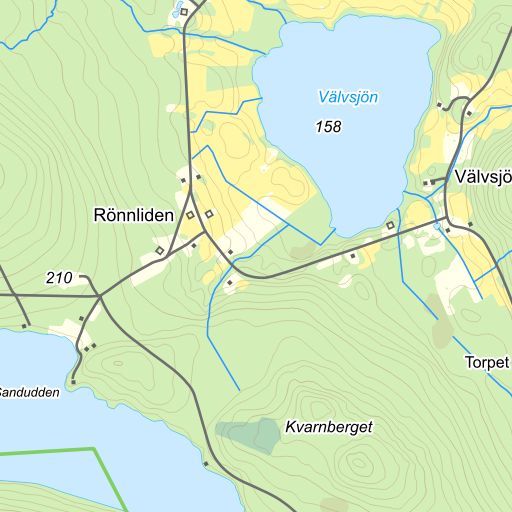 Välvsjön
158
Välvsjö
Rönnliden
210
Torpet
Sandudden
Kvarnberget